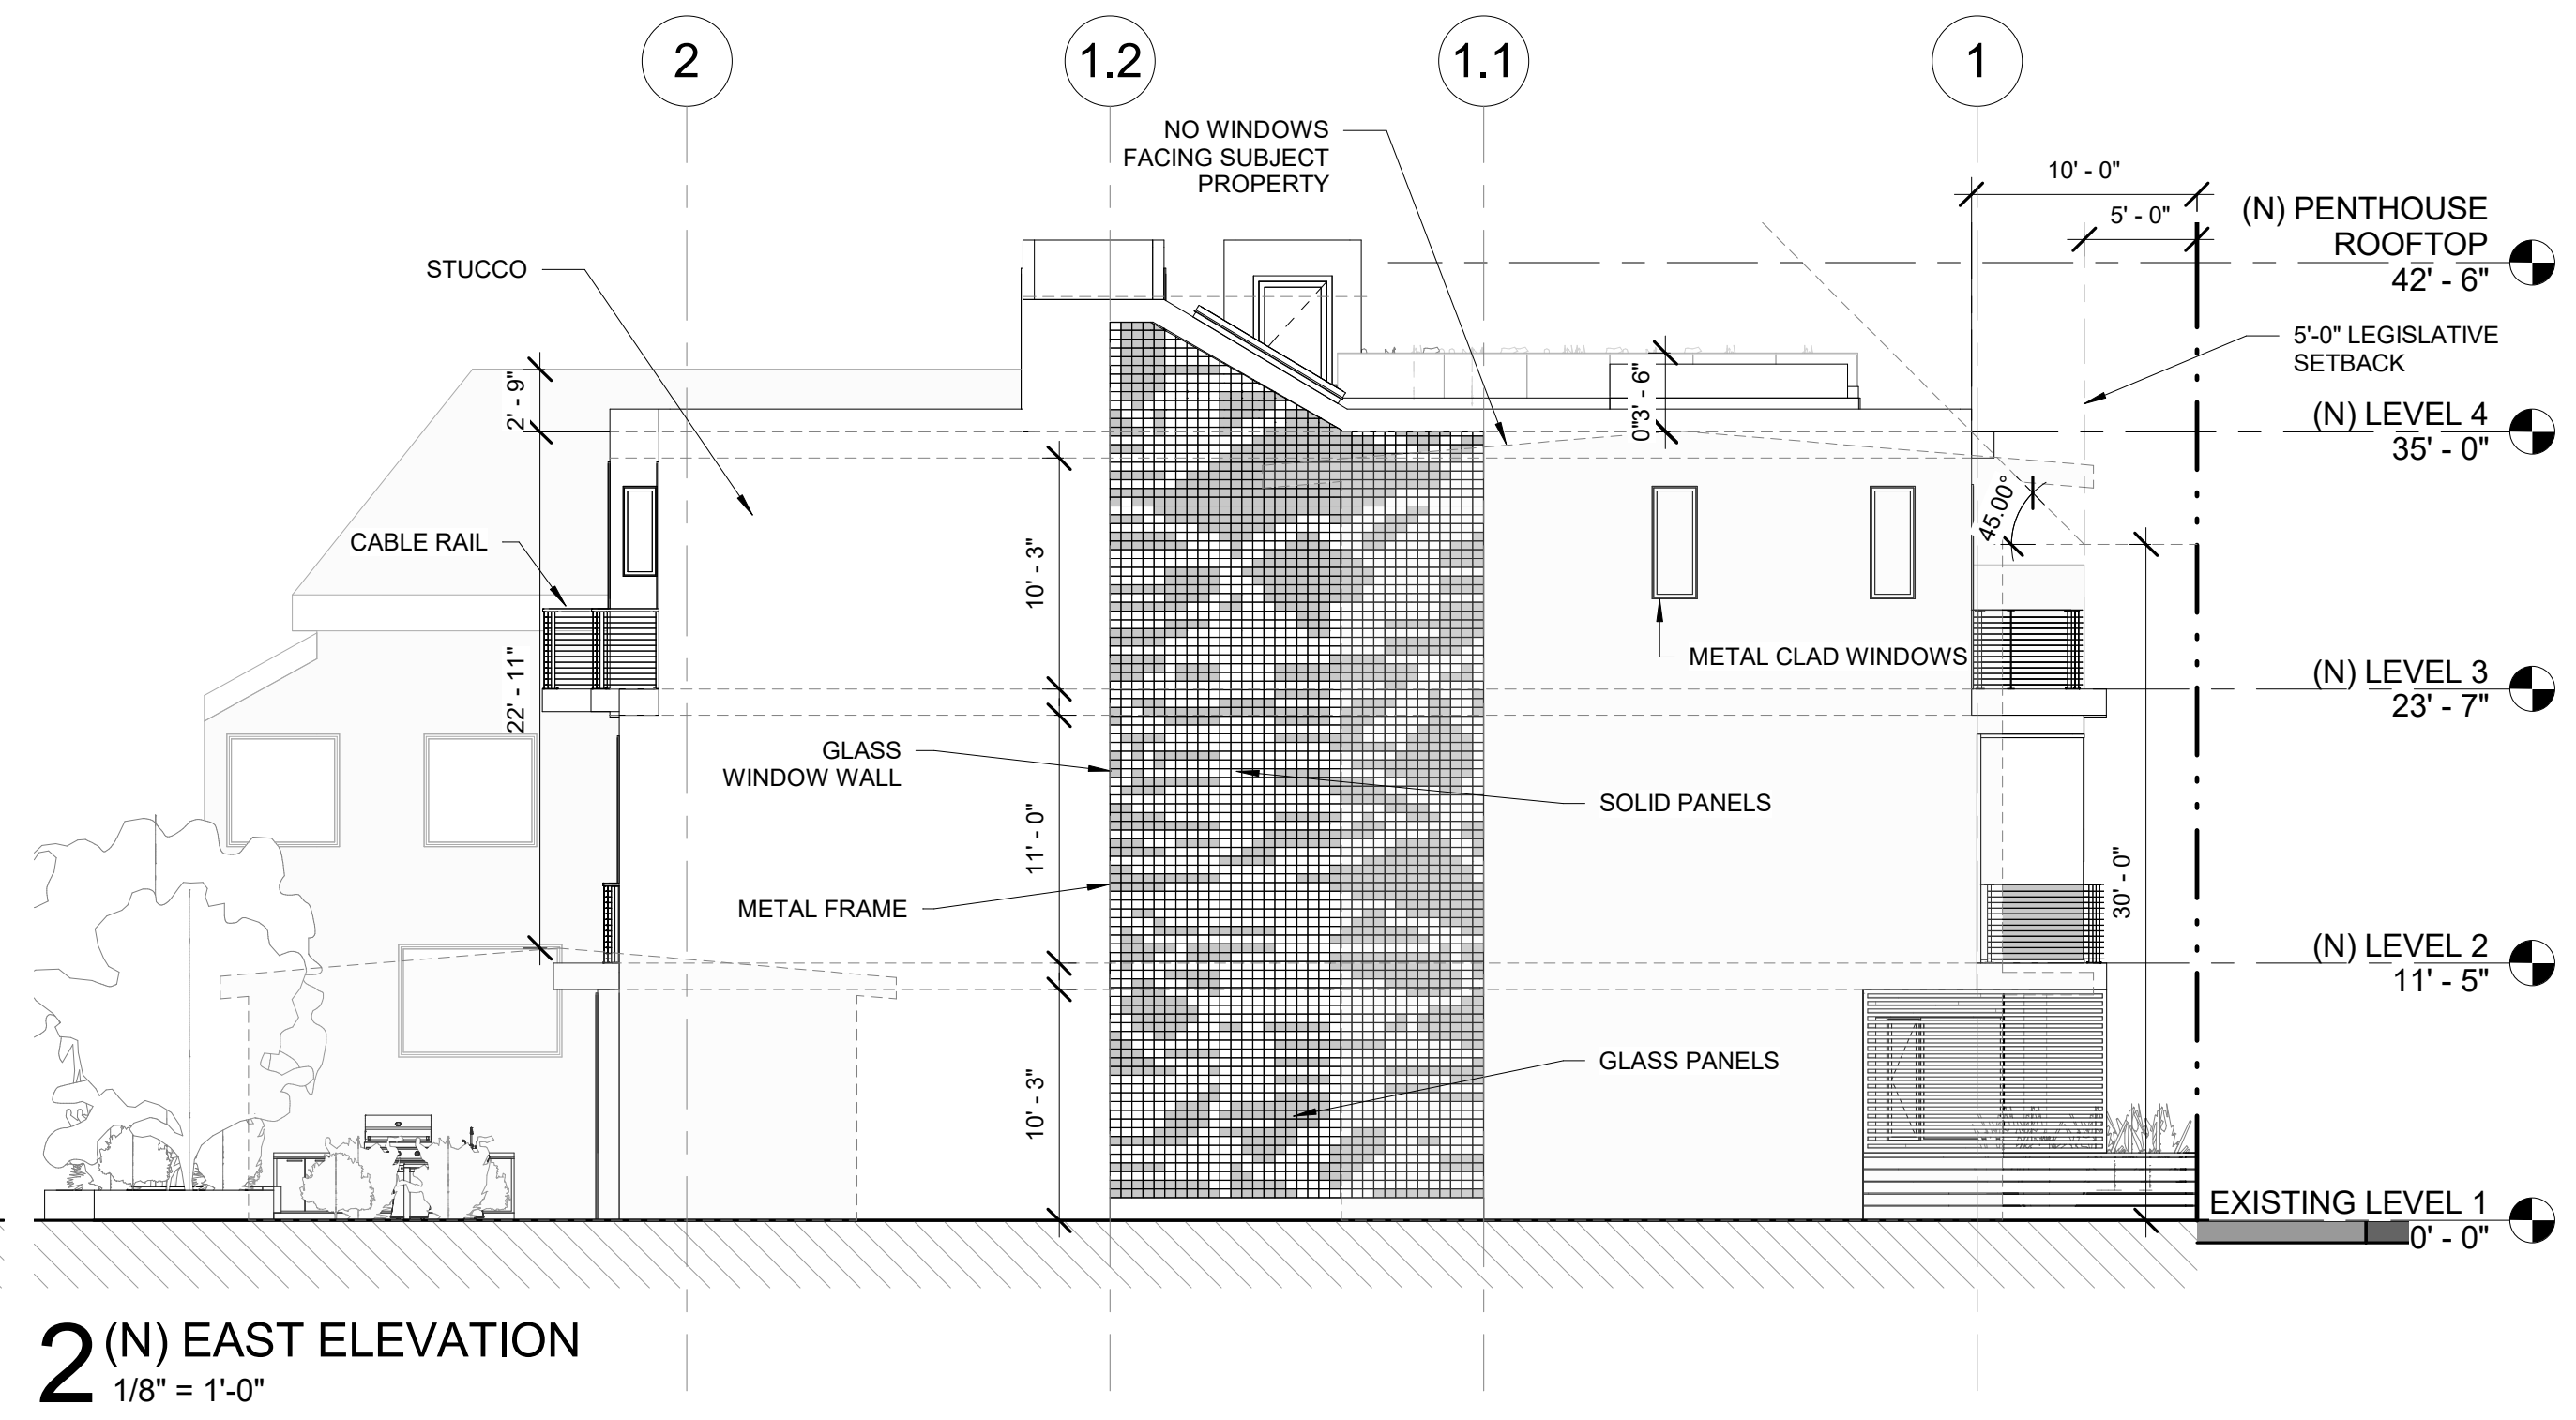 2
1.2
1.1
1
NO WINDOWS
FACING SUBJECT
PROPERTY
10' - 0"
5' - 0"
(N) PENTHOUSE
ROOFTOP
42' - 6"
STUCCO
5'-0" LEGISLATIVE
SETBACK
2' - 9"
0"3' - 6"
(N) LEVEL 4
35' - 0"
45.00°
CABLE RAIL
10' - 3"
METAL CLAD WINDOWS
22' - 11"
(N) LEVEL 3
23' - 7"
GLASS
WINDOW WALL
SOLID PANELS
11' - 0"
30' - 0"
METAL FRAME
(N) LEVEL 2
11' - 5"
GLASS PANELS
10' - 3"
EXISTING LEVEL 1
0' - 0"
2 (N) EAST ELEVATION
1/8" = 1'-0"